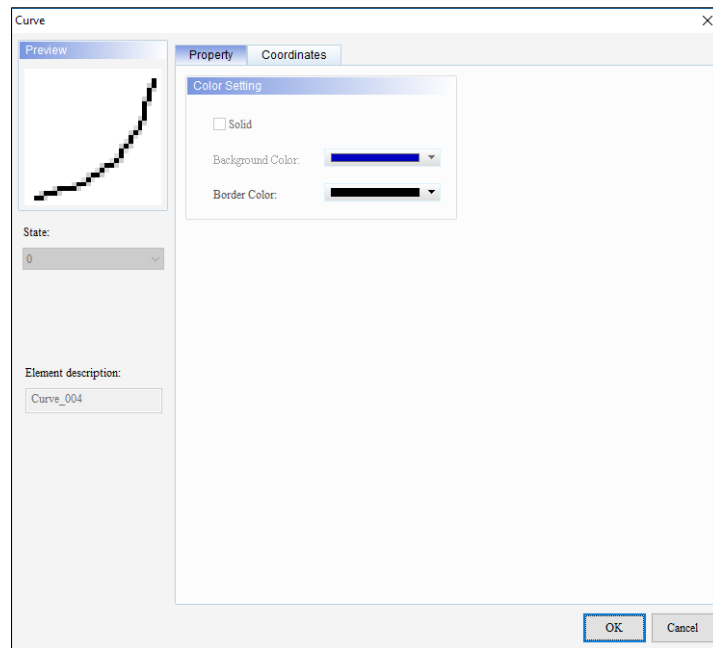 Curve
Preview
Property
Coordinates
Color Setting
Solid
Background Color:
Border Color:
State:
0
Element description:
Curve_004
OK
Cancel